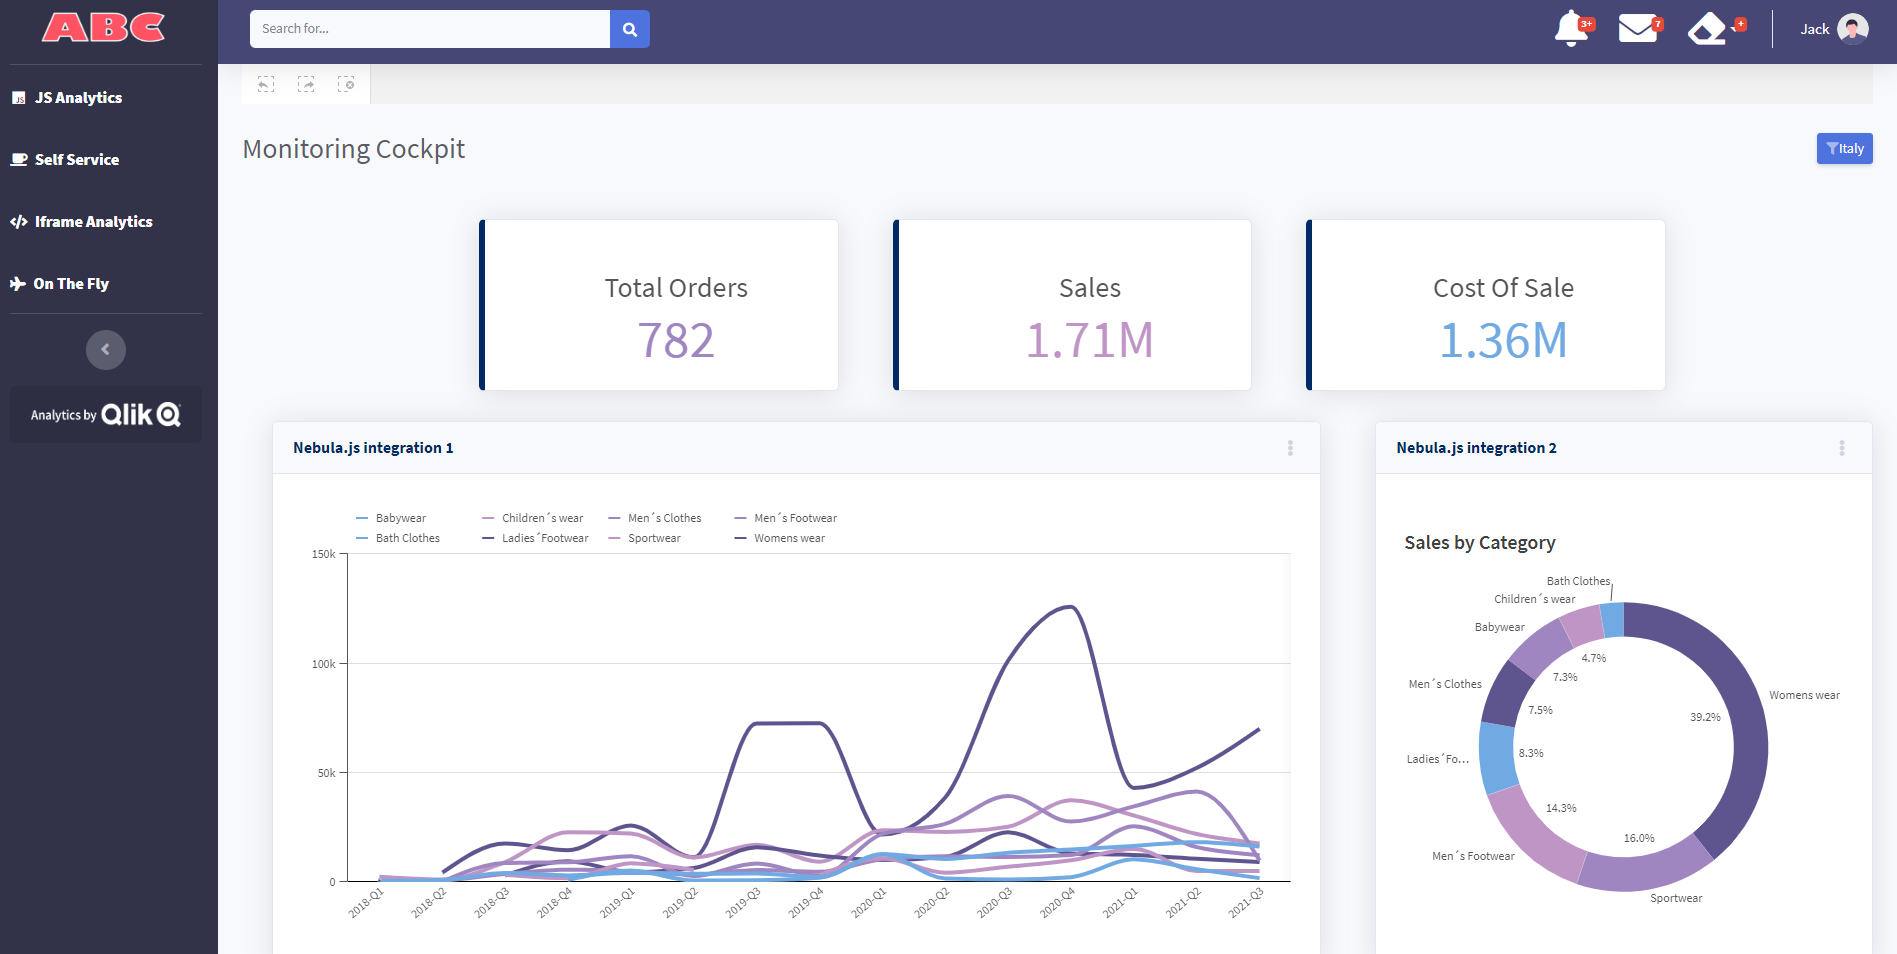 ABC
Search for...
3+
7
+
Jack
JS Analytics
Self Service
Iframe Analytics
On The Fly
Analytics by Qlik Q
Monitoring Cockpit
Italy
Total Orders
782
Sales
1.71M
Cost Of Sale
1.36M
Nebula.js integration 1
Babywear
Children´s wear
Men´s Clothes
Men´s Footwear
Bath Clothes
Ladies´Footwear
Sportwear
Womens wear
150k
100k
50k
0
2018-Q1
2018-Q2
2018-Q3
2018-Q4
2019-Q1
2019-Q2
2019-Q3
2019-Q4
2020-Q1
2020-Q2
2020-Q3
2020-Q4
2021-Q1
2021-Q2
2021-Q3
Nebula.js integration 2
Sales by Category
Bath Clothes
Children´s wear
Babywear
4.7%
7.3%
Men´s Clothes
Womens wear
7.5%
39.2%
8.3%
Ladies´Fo...
14.3%
16.0%
Men´s Footwear
Sportwear